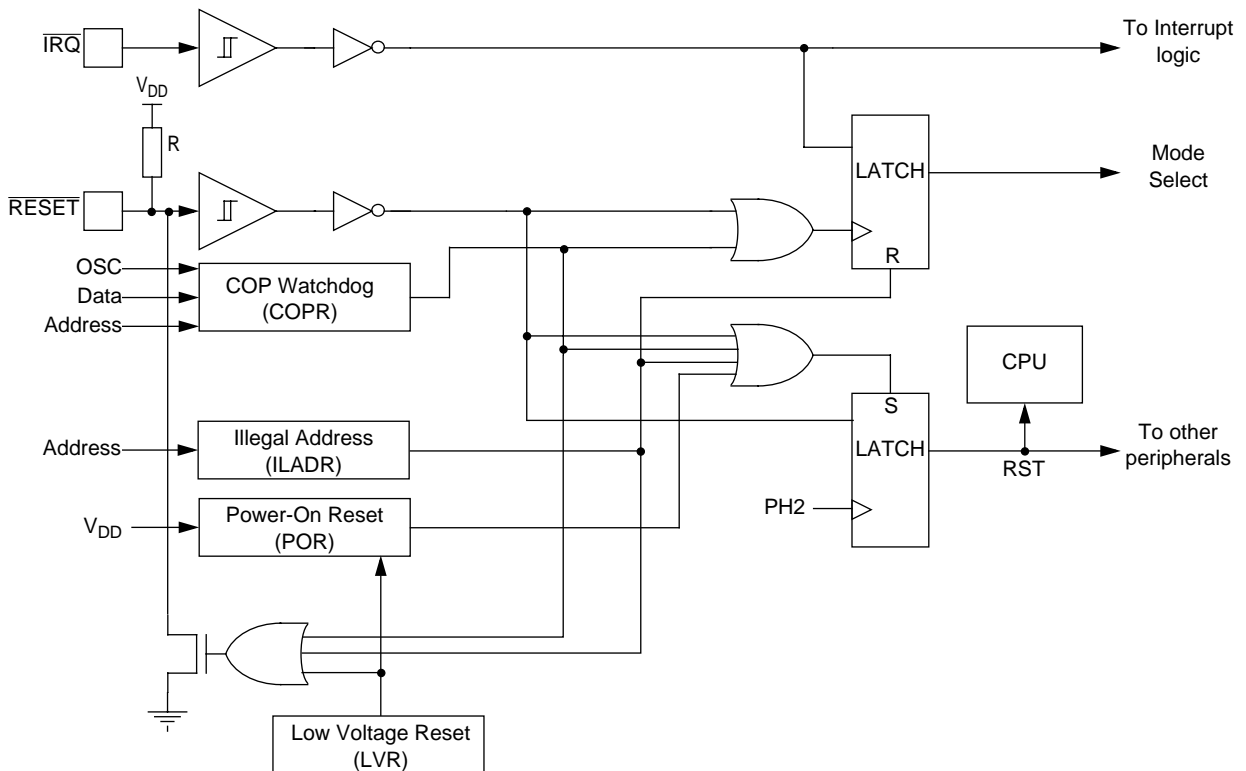 IRQ
To Interrupt
logic
VDD
R
LATCH
Mode
Select
RESET
OSC
Data
Address
COP Watchdog
(COPR)
R
CPU
S
Address
Illegal Address
(ILADR)
LATCH
To other
peripherals
RST
VDD
Power-On Reset
(POR)
PH2
Low Voltage Reset
(LVR)